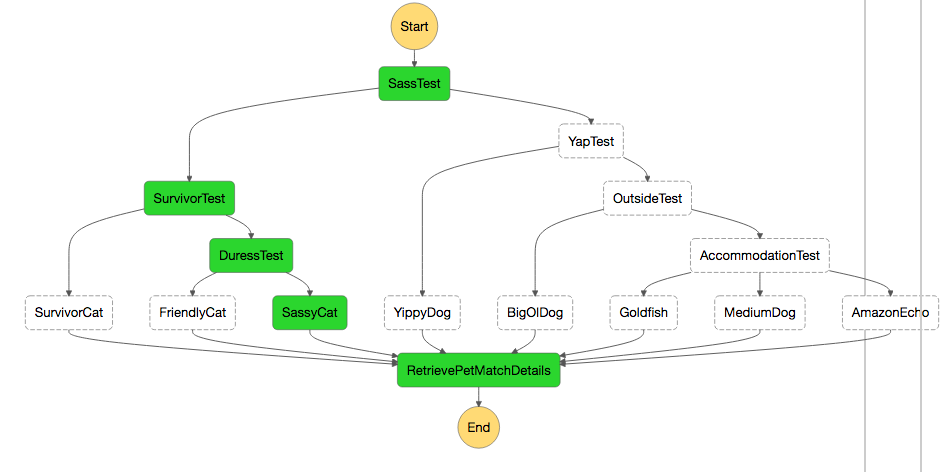 Start
SassTest
YapTest
SurvivorTest
OutsideTest
DuressTest
AccommodationTest
SurvivorCat
FriendlyCat
SassyCat
YippyDog
BigOlDog
Goldfish
MediumDog
AmazonEcho
RetrievePetMatchDetails
End